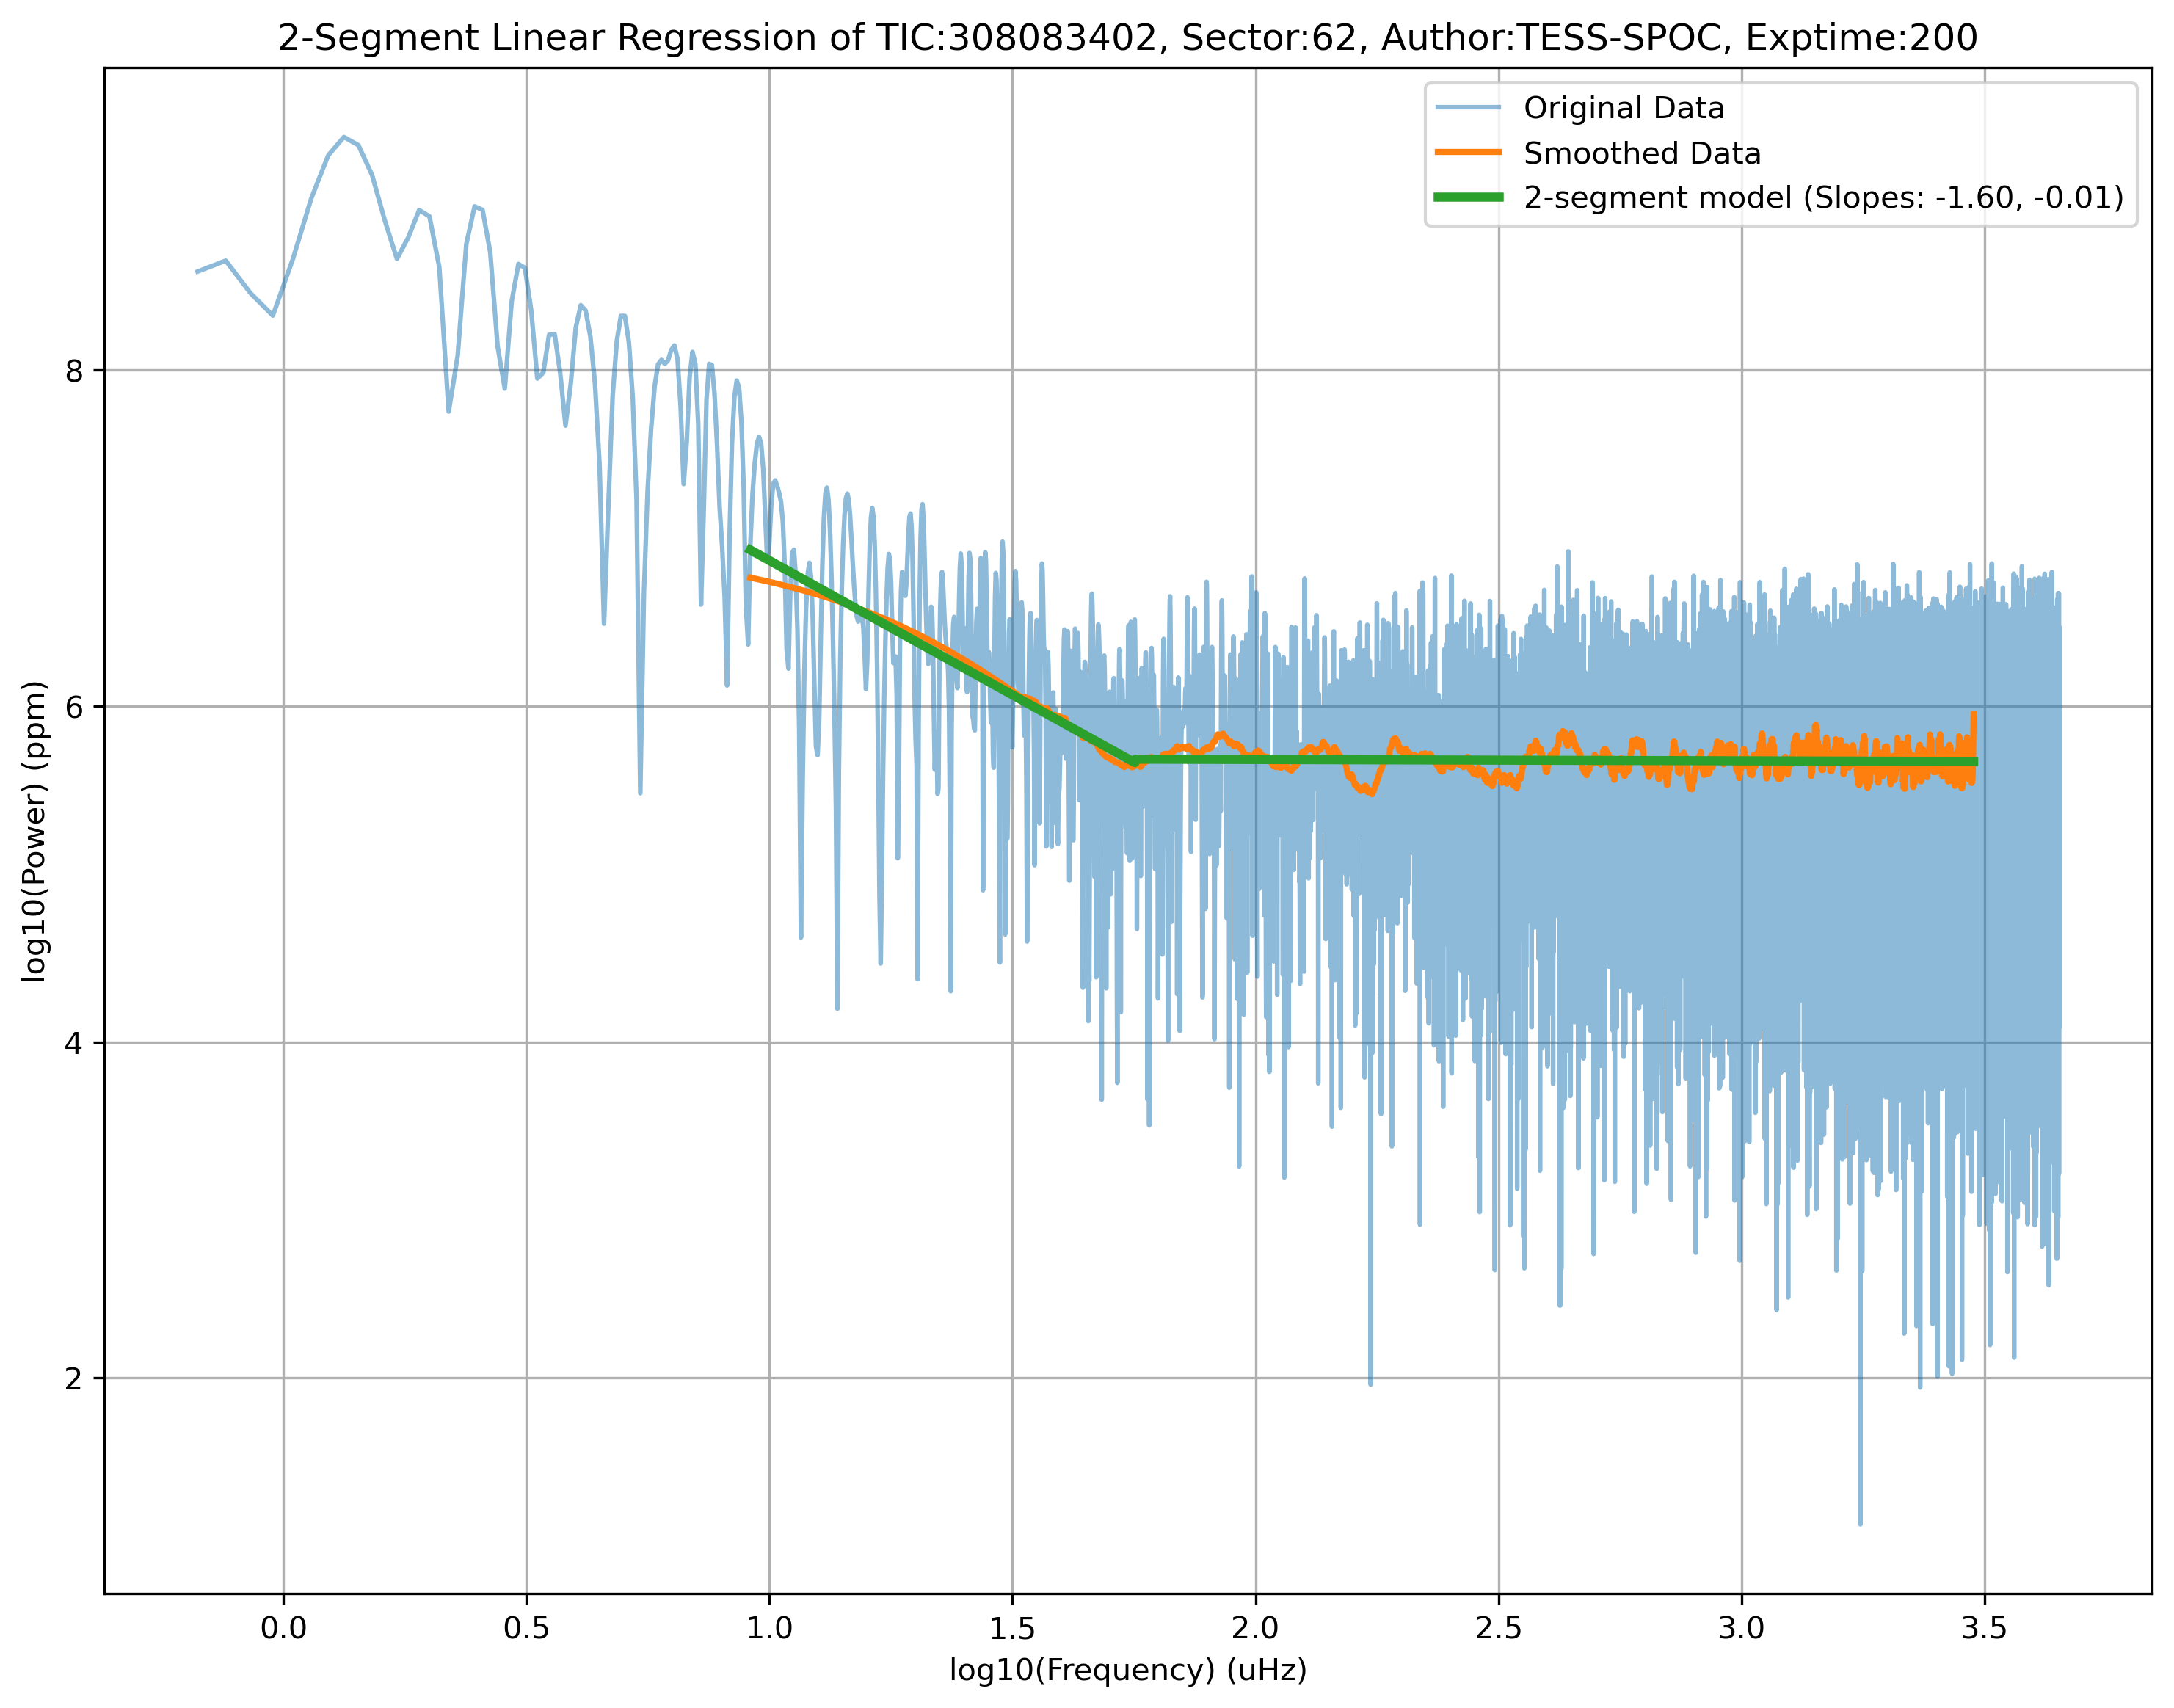 2-Segment Linear Regression of TIC:308083402, Sector:62, Author:TESS-SPOC, Exptime:200
Original Data
Smoothed Data
2-segment model (Slopes: -1.60, -0.01)
log10(Power) (ppm)
8
6
4
2
0.0 0.5 1.0 1.5 2.0 2.5 3.0 3.5
log10(Frequency) (uHz)